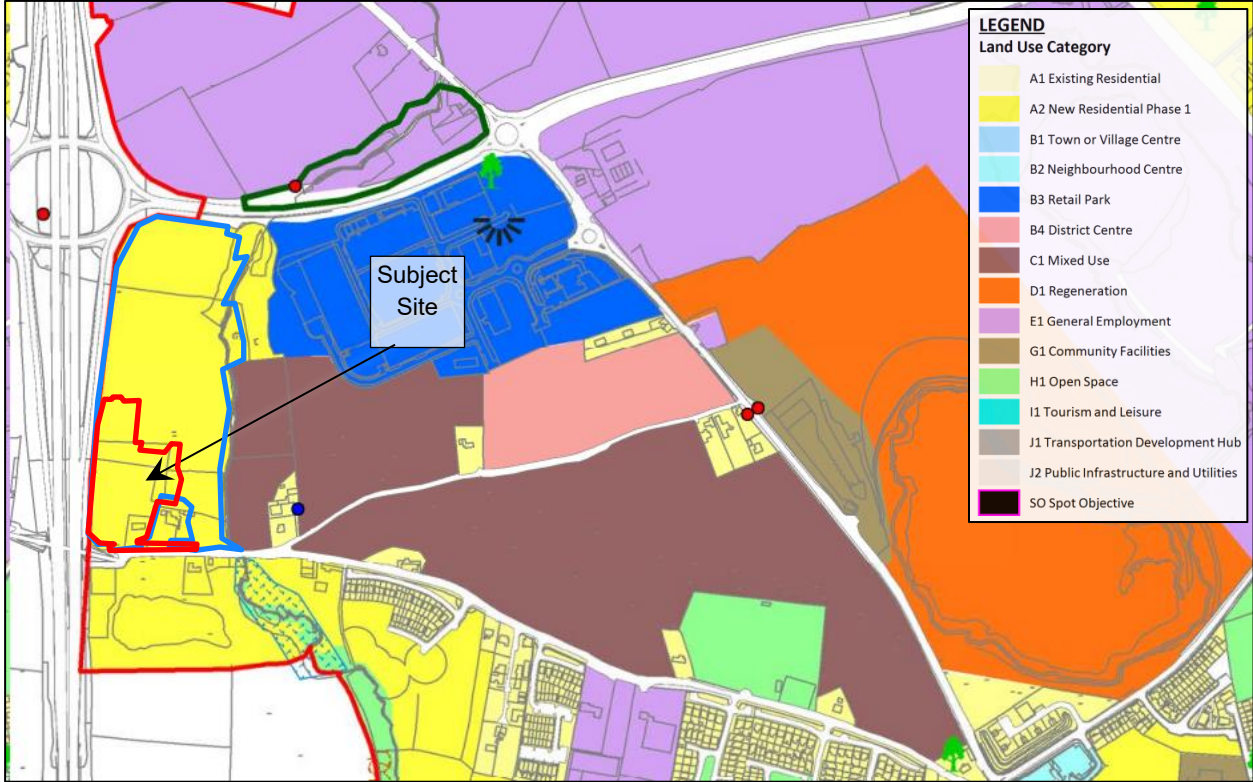 LEGEND
Land Use Category
A1 Existing Residential
A2 New Residential Phase 1
B1 Town or Village Centre
B2 Neighbourhood Centre
B3 Retail Park
B4 District Centre
C1 Mixed Use
D1 Regeneration
E1 General Employment
G1 Community Facilities
H1 Open Space
I1 Tourism and Leisure
J1 Transportation Development Hub
J2 Public Infrastructure and Utilities
SO Spot Objective
Subject
Site